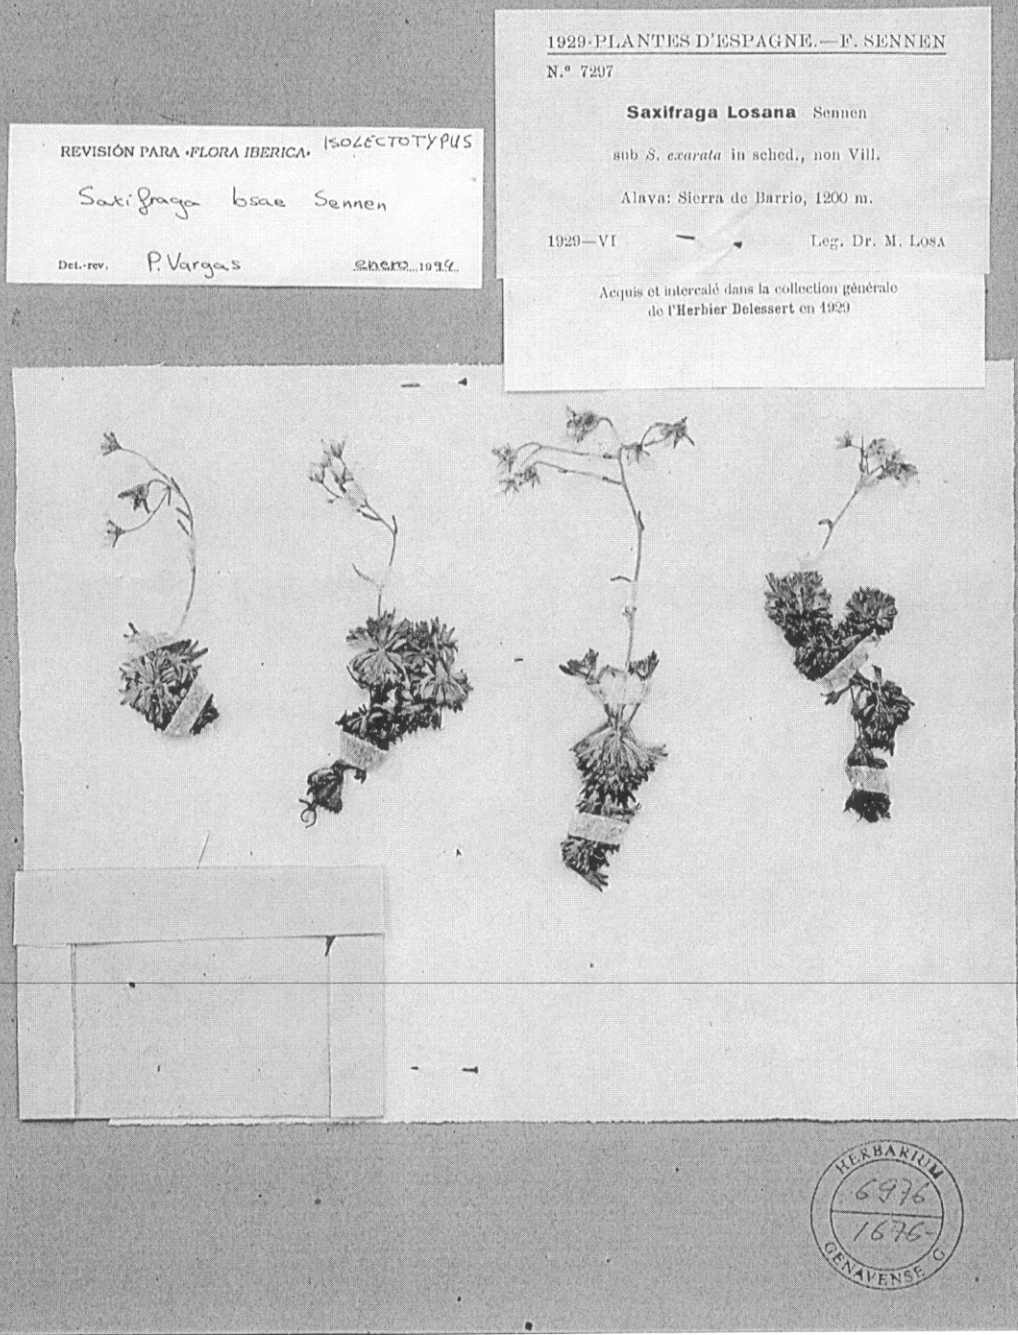 1929-PLANTES D'ESPAGNE.—F. SENNEN
N.º 7297
Saxifraga Losana Sennen
sub S. exarata in sched., non Vill.
Alava: Sierra de Barrio, 1200 m.
1929—VI Leg. Dr. M. LOSA
Acquis et intercalé dans la collection générale
de l'Herbier Delessert en 1929
ISOLECTOTYPUS
REVISIÓN PARA «FLORA IBERICA»
Saxifraga losae Sennen
Det.-rev. P. Vargas enero
HERBARIUM
6976
1676-
GENAVENSE G